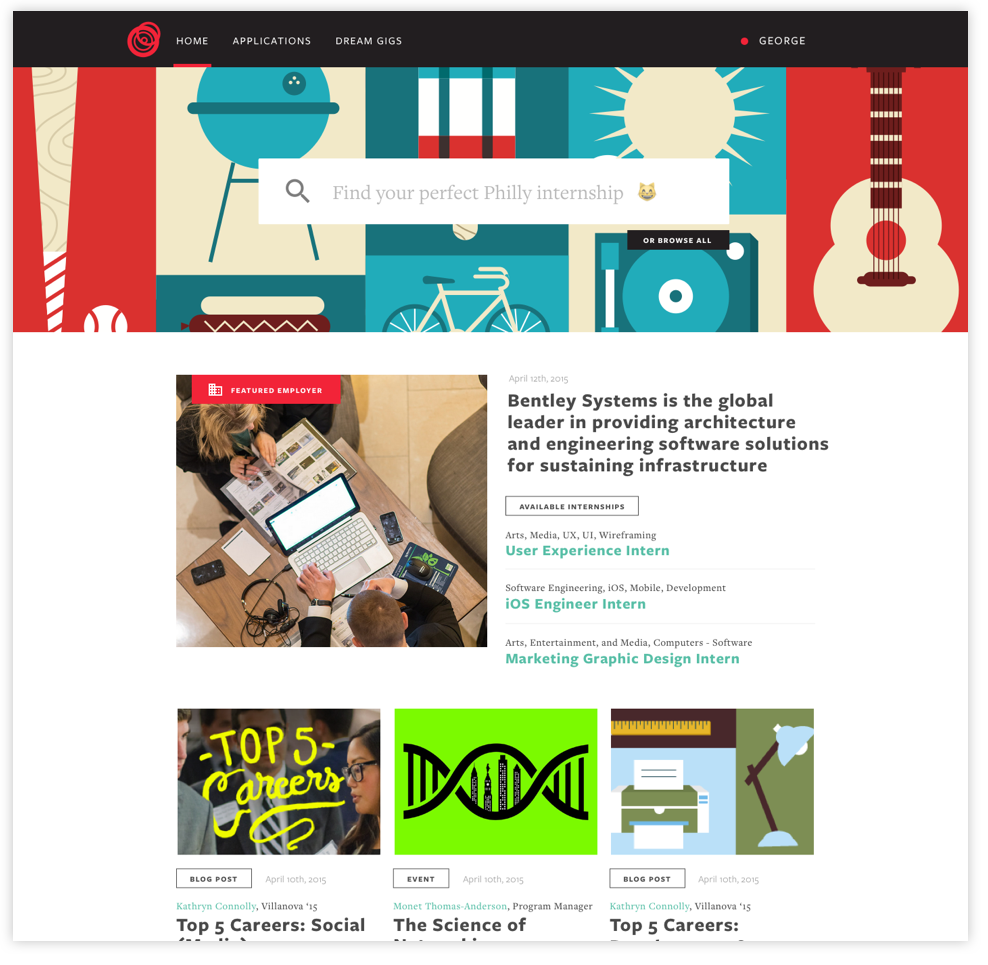 HOME APPLICATIONS DREAM GIGS GEORGE
Find your perfect Philly internship 😸
OR BROWSE ALL
FEATURED EMPLOYER
April 12th, 2015
Bentley Systems is the global
leader in providing architecture
and engineering software solutions
for sustaining infrastructure
AVAILABLE INTERNSHIPS
Arts, Media, UX, UI, Wireframing
User Experience Intern
Software Engineering, iOS, Mobile, Development
iOS Engineer Intern
Arts, Entertainment, and Media, Computers - Software
Marketing Graphic Design Intern
-TOP 5-
Careers
BLOG POST April 10th, 2015
Kathryn Connolly, Villanova ‘15
Top 5 Careers: Social
EVENT April 10th, 2015
Monet Thomas-Anderson, Program Manager
The Science of
BLOG POST April 10th, 2015
Kathryn Connolly, Villanova ‘15
Top 5 Careers: